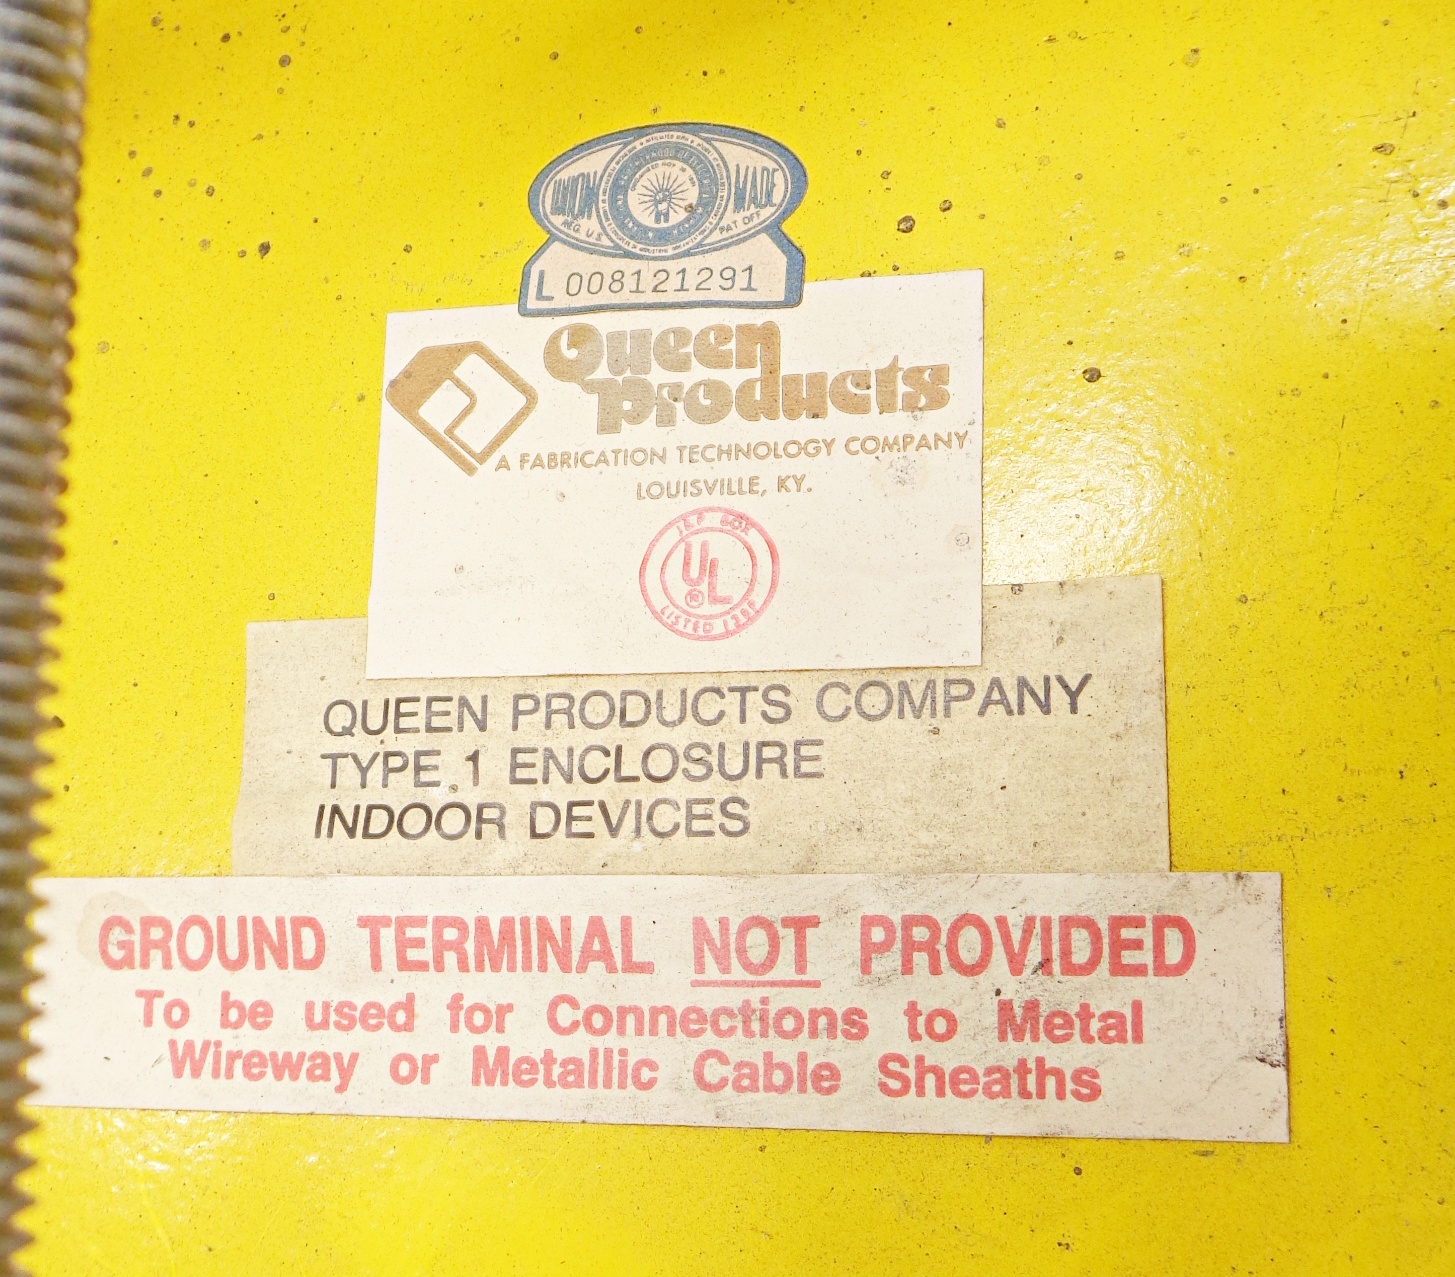 UNION MADE
REG. U.S. PAT OFF
L 008121291
Queen
Products
A FABRICATION TECHNOLOGY COMPANY
LOUISVILLE, KY.
J&P BOX
UL
®
LISTED
QUEEN PRODUCTS COMPANY
TYPE 1 ENCLOSURE
INDOOR DEVICES
GROUND TERMINAL NOT PROVIDED
To be used for Connections to Metal
Wireway or Metallic Cable Sheaths